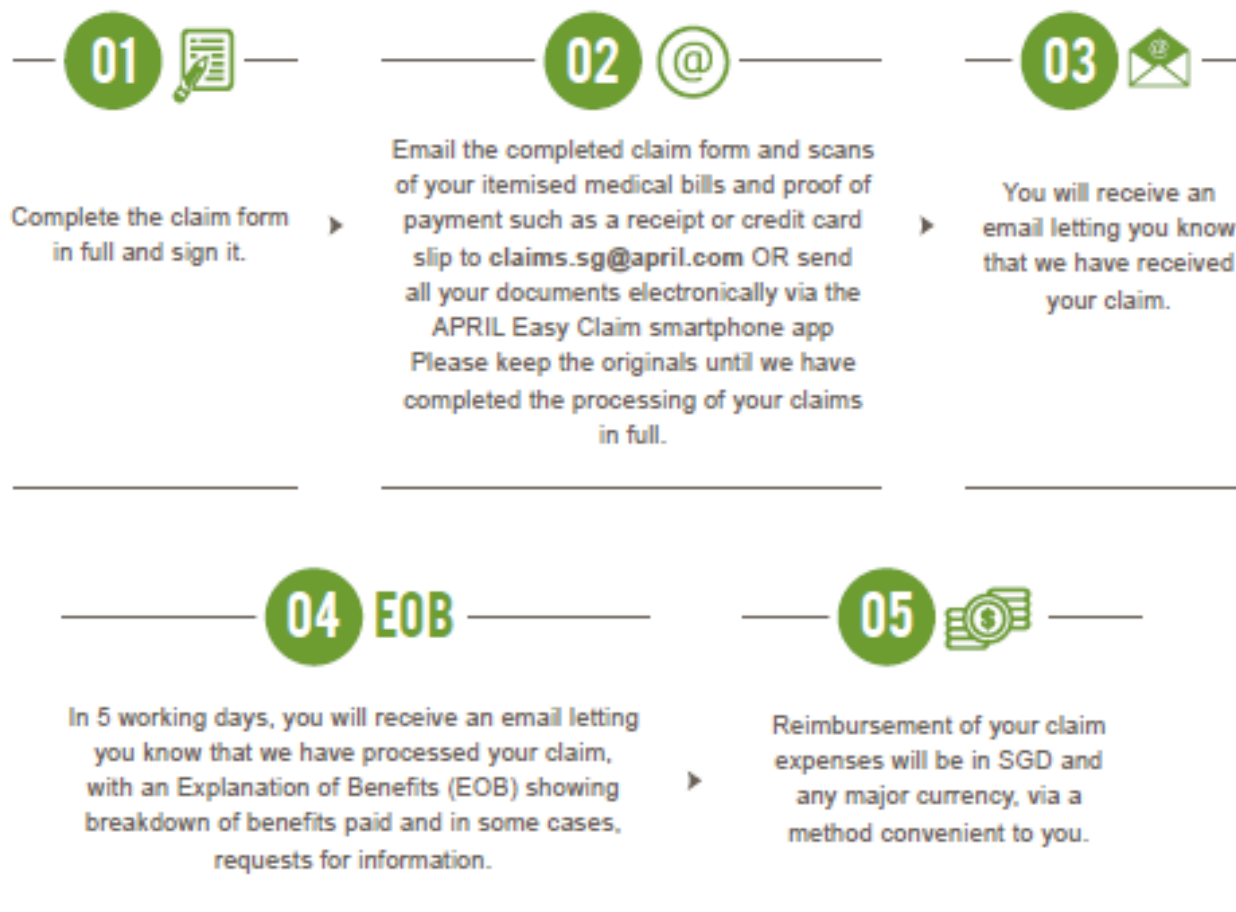 01
Complete the claim form
in full and sign it.
02 @
Email the completed claim form and scans
of your itemised medical bills and proof of
payment such as a receipt or credit card
slip to claims.sg@april.com OR send
all your documents electronically via the
APRIL Easy Claim smartphone app
Please keep the originals until we have
completed the processing of your claims
in full.
03 @
You will receive an
email letting you know
that we have received
your claim.
04 EOB
In 5 working days, you will receive an email letting
you know that we have processed your claim,
with an Explanation of Benefits (EOB) showing
breakdown of benefits paid and in some cases,
requests for information.
05 $
Reimbursement of your claim
expenses will be in SGD and
any major currency, via a
method convenient to you.